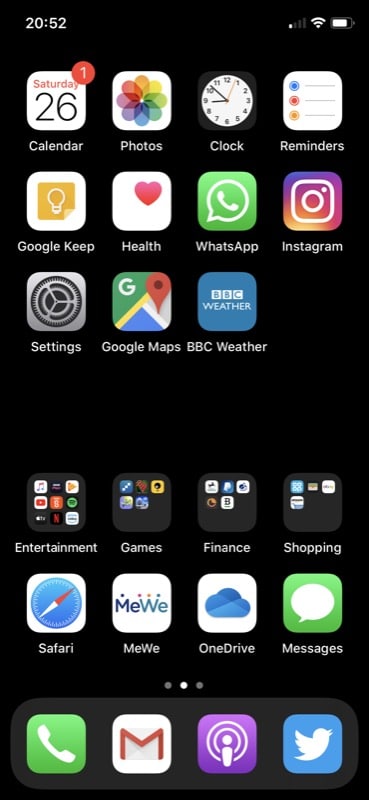 20:52
Saturday
1
26
12
Calendar
Photos
Clock
Reminders
Google Keep
Health
WhatsApp
Instagram
G
BBC
WEATHER
Settings
Google Maps
BBC Weather
Entertainment
Games
Finance
Shopping
MeWe
Safari
MeWe
OneDrive
Messages